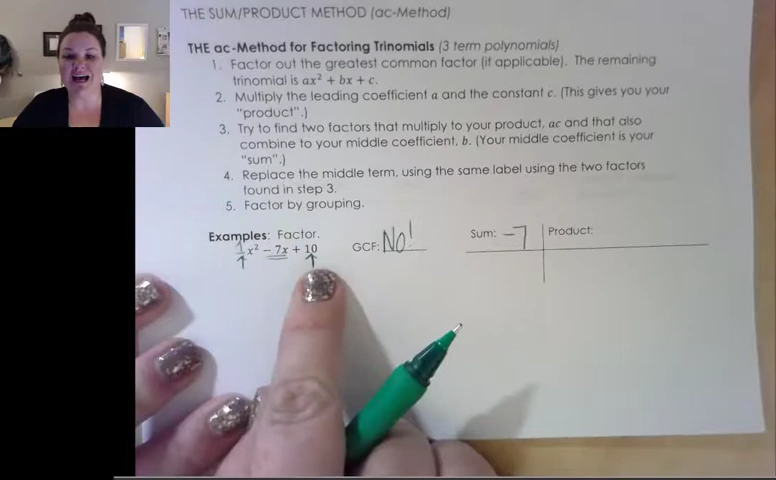 THE SUM/PRODUCT METHOD (ac-Method)
THE ac-Method for Factoring Trinomials (3 term polynomials)
1. Factor out the greatest common factor (if applicable). The remaining
trinomial is ax² + bx + c.
2. Multiply the leading coefficient a and the constant c. (This gives you your
"product".)
3. Try to find two factors that multiply to your product, ac and that also
combine to your middle coefficient, b. (Your middle coefficient is your
"sum".)
4. Replace the middle term, using the same label using the two factors
found in step 3.
5. Factor by grouping.
Examples: Factor.
1x² − 7x + 10 GCF: No! Sum: −7 Product: